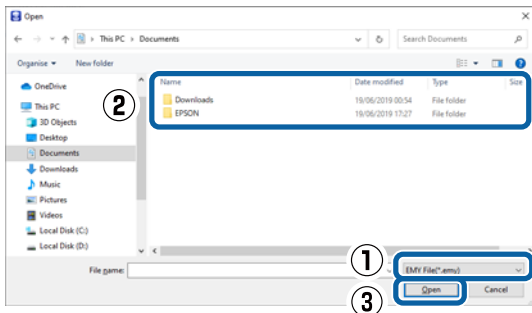 Open
This PC > Documents
Search Documents
Organise New folder
OneDrive
This PC
3D Objects
Desktop
Documents
Downloads
Music
Pictures
Videos
Local Disk (C:)
Local Disk (D:)
2
Name Date modified Type Size
Downloads 19/06/2019 00:54 File folder
EPSON 19/06/2019 17:27 File folder
1
File name: EMY File(*.emy)
3
Open Cancel